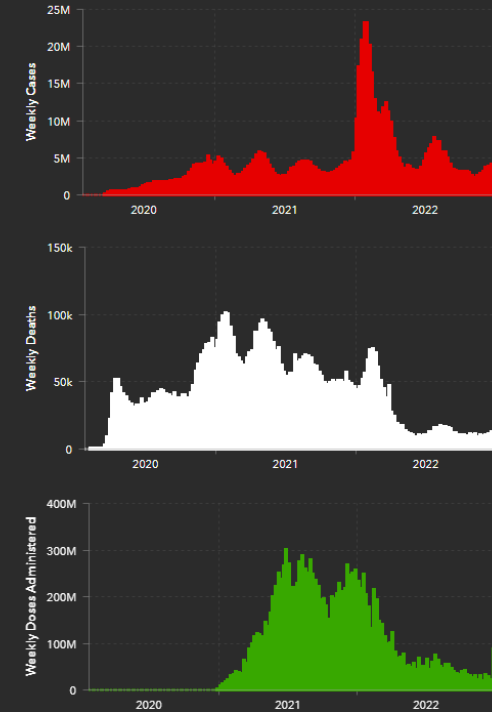 Weekly Cases
25M
20M
15M
10M
5M
0
2020 2021 2022
Weekly Deaths
150k
100k
50k
0
2020 2021 2022
Weekly Doses Administered
400M
300M
200M
100M
0
2020 2021 2022